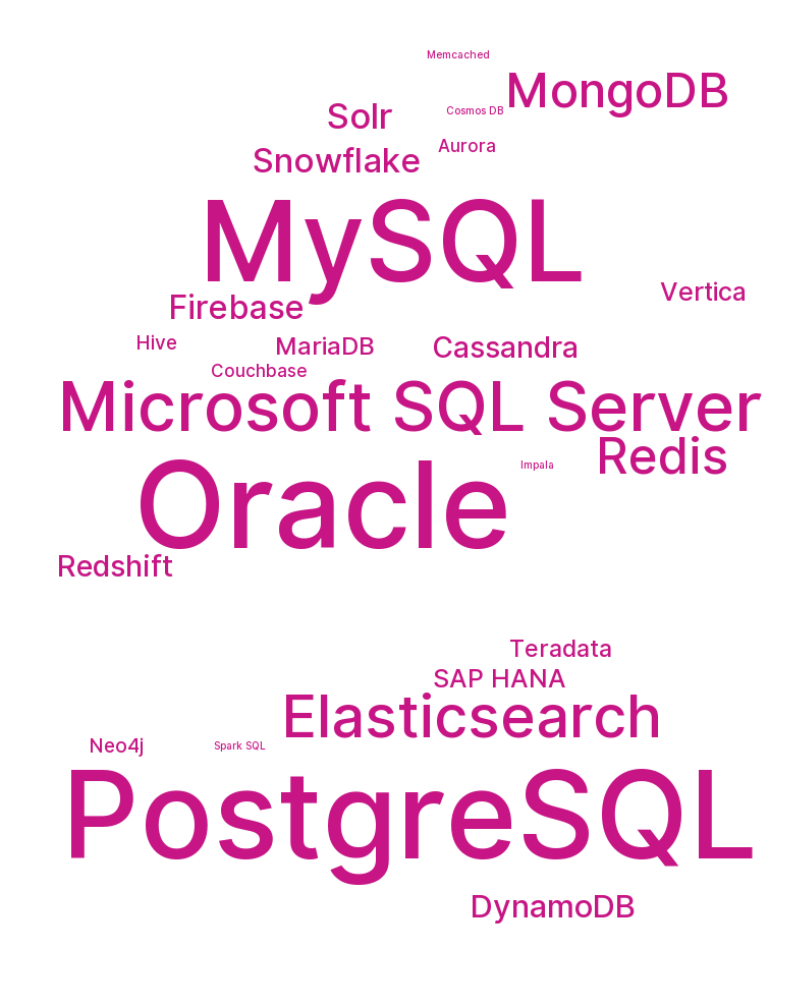 Memcached
MongoDB
Cosmos DB
Solr
Aurora
Snowflake
MySQL
Vertica
Firebase
Hive
MariaDB
Cassandra
Couchbase
Microsoft SQL Server
Redis
Impala
Oracle
Redshift
Teradata
SAP HANA
Elasticsearch
Neo4j
Spark SQL
PostgreSQL
DynamoDB